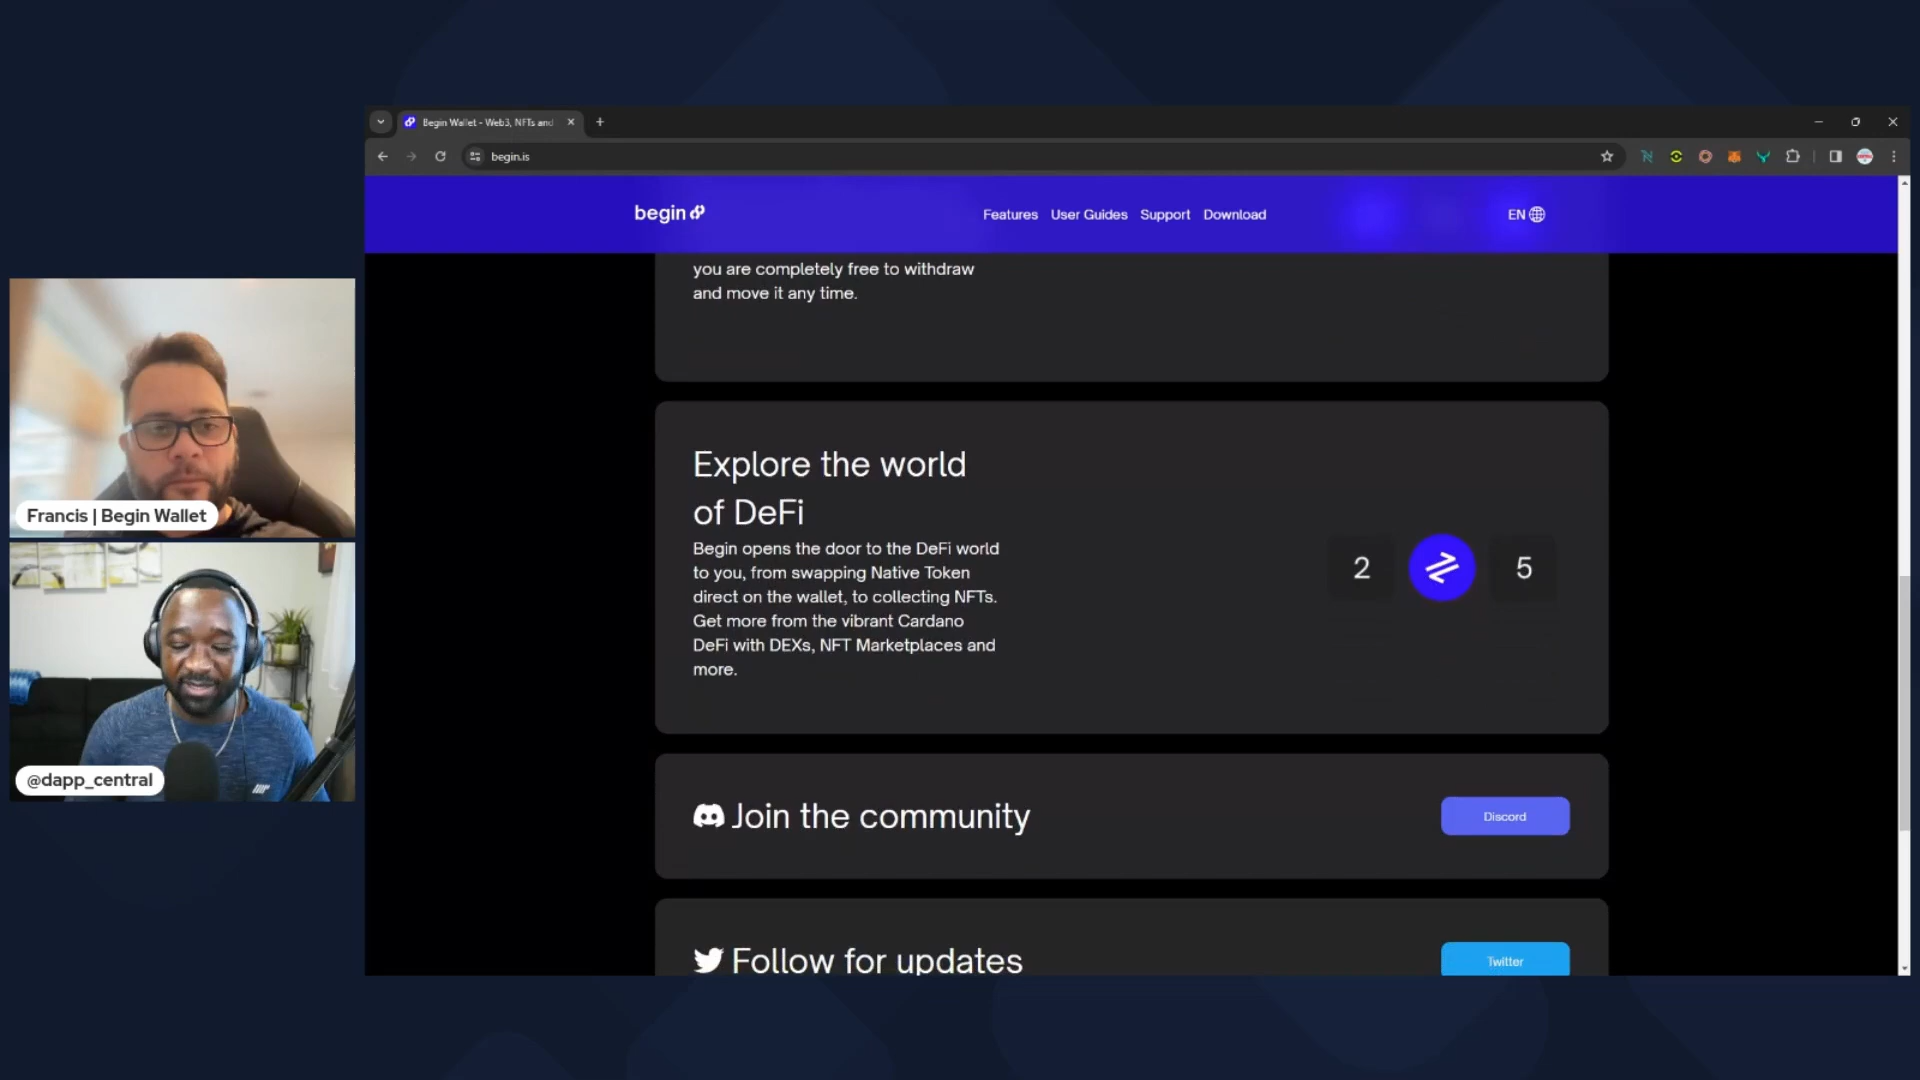 Begin Wallet - Web3, NFTs and
begin.is
begin
Features User Guides Support Download
EN
you are completely free to withdraw
and move it any time.
Explore the world
of DeFi
Begin opens the door to the DeFi world
to you, from swapping Native Token
direct on the wallet, to collecting NFTs.
Get more from the vibrant Cardano
DeFi with DEXs, NFT Marketplaces and
more.
2 5
Join the community
Discord
Follow for updates
Twitter
Francis | Begin Wallet
@dapp_central